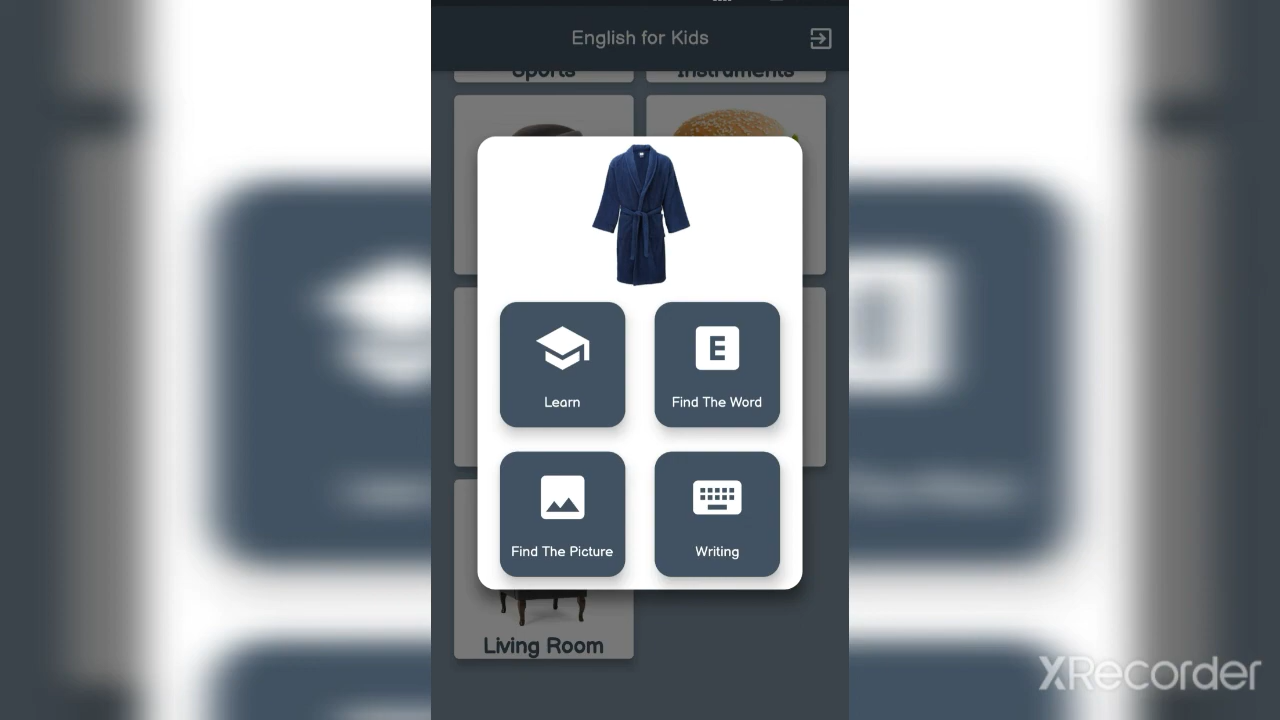 English for Kids
Sports
Instruments
E
Learn
Find The Word
Find The Picture
Writing
Living Room
XRecorder